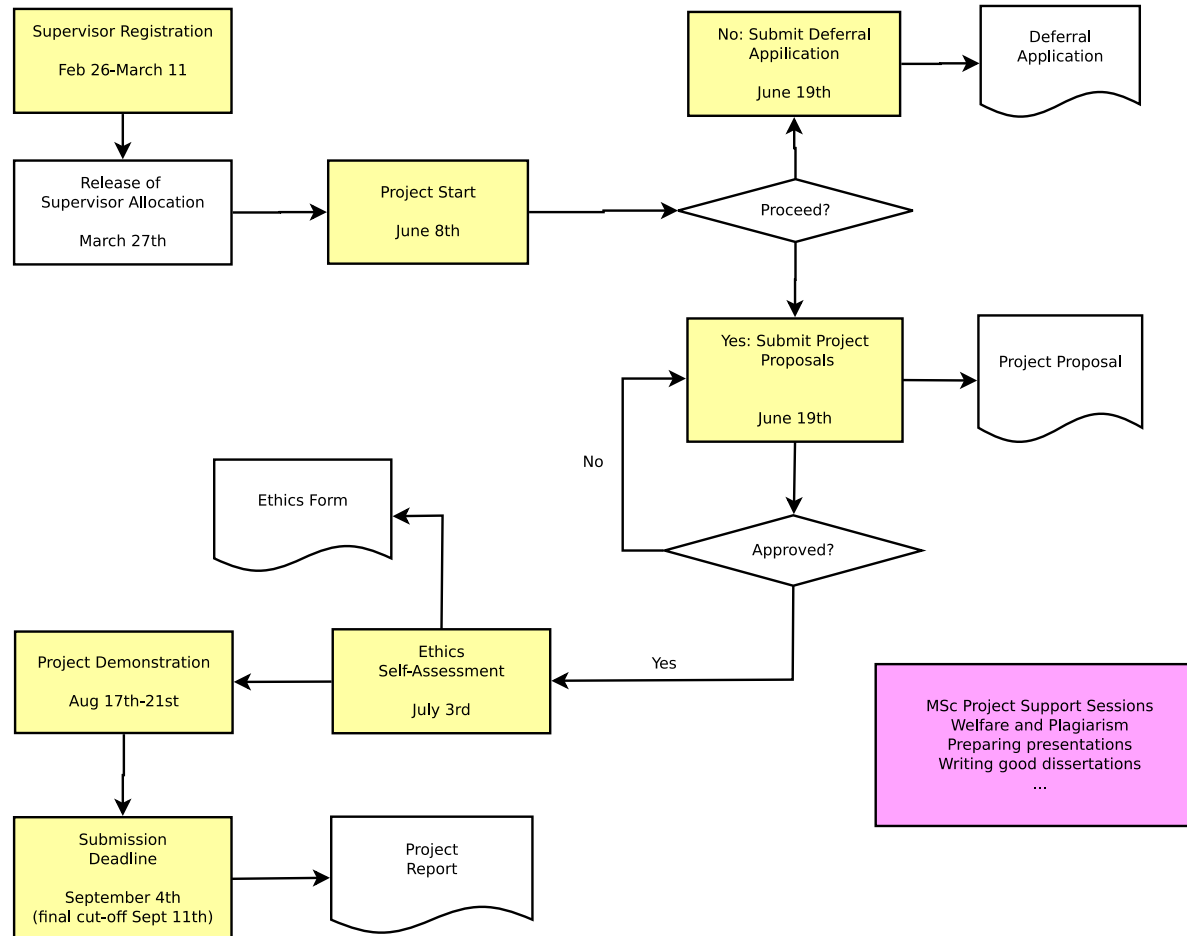 Supervisor Registration
Feb 26-March 11
Release of
Supervisor Allocation
March 27th
Project Start
June 8th
Proceed?
No: Submit Deferral
Appilication
June 19th
Deferral
Application
Yes: Submit Project
Proposals
June 19th
Project Proposal
No
Approved?
Yes
Ethics Form
Ethics
Self-Assessment
July 3rd
Project Demonstration
Aug 17th-21st
Submission
Deadline
September 4th
(final cut-off Sept 11th)
Project
Report
MSc Project Support Sessions
Welfare and Plagiarism
Preparing presentations
Writing good dissertations
...